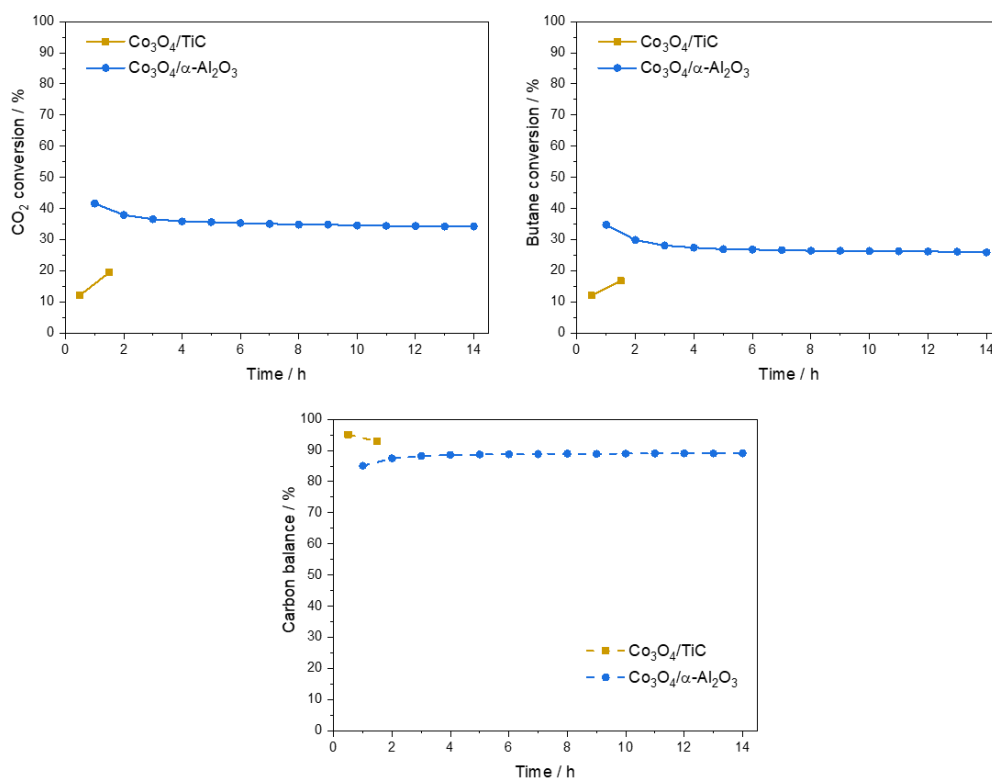 100
90
80
70
60
50
40
30
20
10
0
CO₂ conversion / %
Co₃O₄/TiC
Co₃O₄/α-Al₂O₃
0 2 4 6 8 10 12 14
Time / h
100
90
80
70
60
50
40
30
20
10
0
Butane conversion / %
Co₃O₄/TiC
Co₃O₄/α-Al₂O₃
0 2 4 6 8 10 12 14
Time / h
100
90
80
70
60
50
40
30
20
10
0
Carbon balance / %
Co₃O₄/TiC
Co₃O₄/α-Al₂O₃
0 2 4 6 8 10 12 14
Time / h